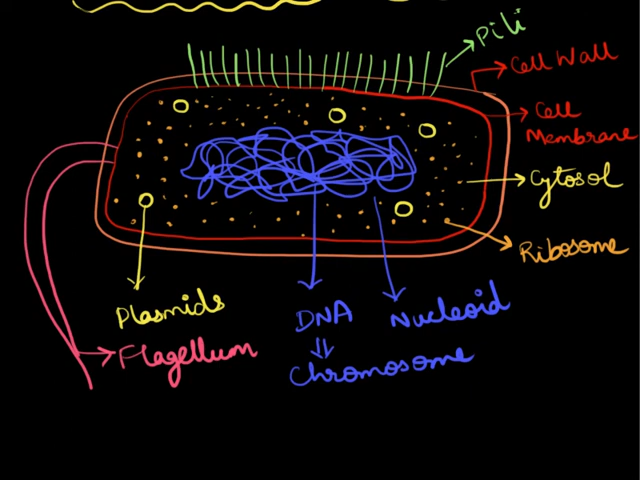 Pili
Cell Wall
Cell
Membrane
Cytosol
Ribosome
Plasmids
DNA
Nucleoid
Flagellum
Chromosome